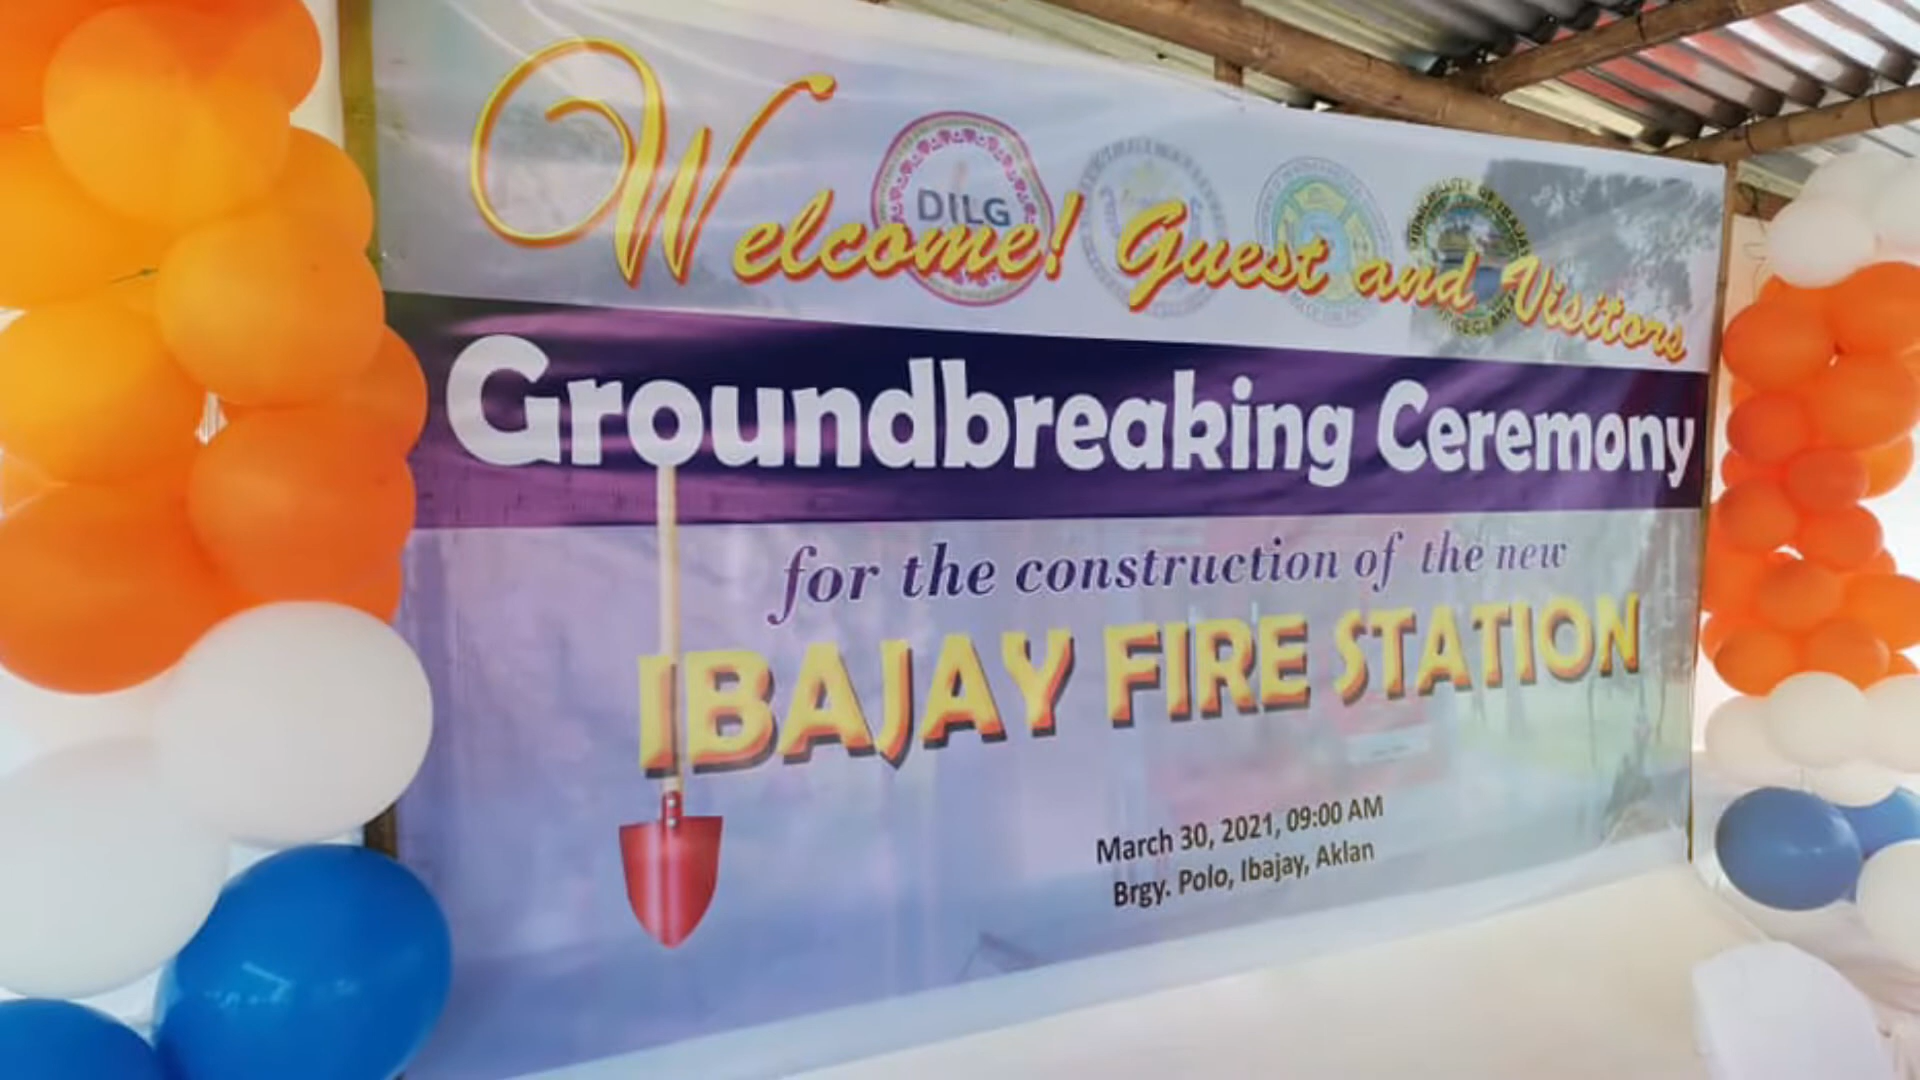 Welcome! Guest and Visitors
DILG
Groundbreaking Ceremony
for the construction of the new
IBAJAY FIRE STATION
March 30, 2021, 09:00 AM
Brgy. Polo, Ibajay, Aklan